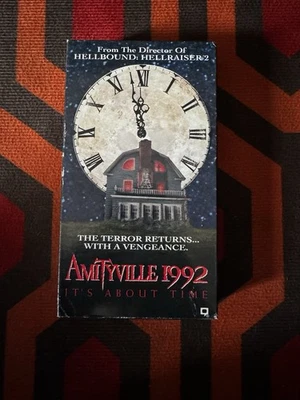 From The Director Of
HELLBOUND: HELLRAISER 2
THE TERROR RETURNS...
WITH A VENGEANCE.
AMITYVILLE 1992
IT'S ABOUT TIME